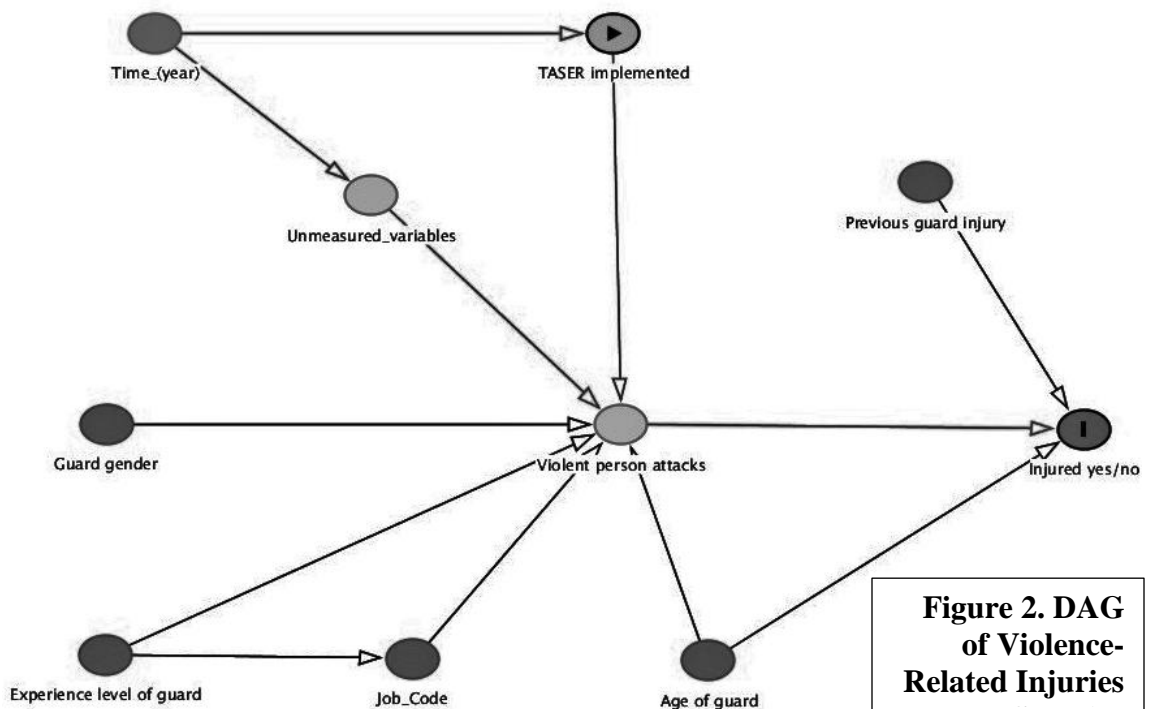 Time_(year)
TASER implemented
Unmeasured_variables
Previous guard injury
Guard gender
Violent person attacks
I
Injured yes/no
Experience level of guard
Job_Code
Age of guard
Figure 2. DAG
of Violence-
Related Injuries